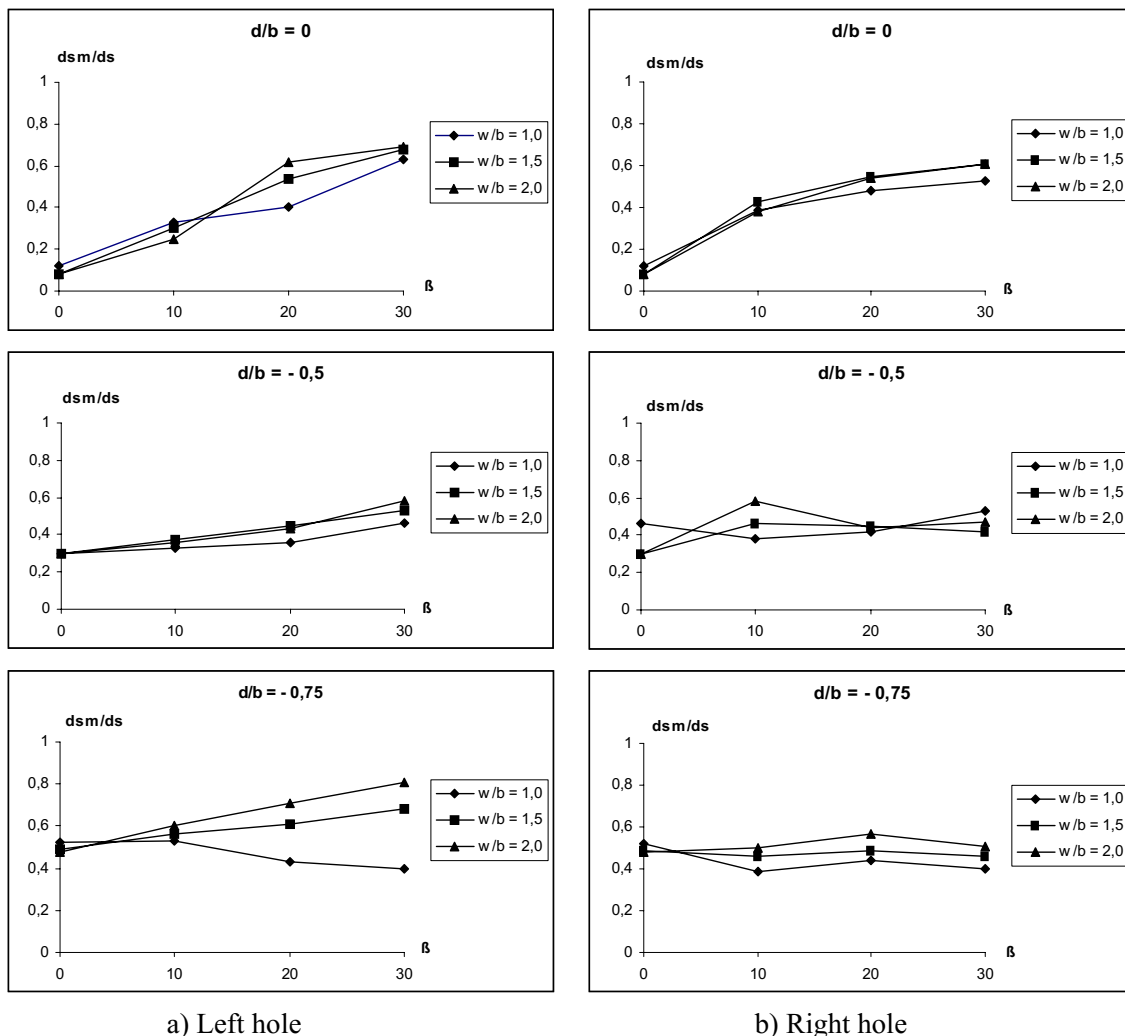 d/b = 0
dsm/ds
1
0,8
0,6
0,4
0,2
0
0 10 20 30
ß
w/b = 1,0
w/b = 1,5
w/b = 2,0
d/b = 0
dsm/ds
1
0,8
0,6
0,4
0,2
0
0 10 20 30
ß
w/b = 1,0
w/b = 1,5
w/b = 2,0
d/b = - 0,5
dsm/ds
1
0,8
0,6
0,4
0,2
0
0 10 20 30
ß
w/b = 1,0
w/b = 1,5
w/b = 2,0
d/b = - 0,5
dsm/ds
1
0,8
0,6
0,4
0,2
0
0 10 20 30
ß
w/b = 1,0
w/b = 1,5
w/b = 2,0
d/b = - 0,75
dsm/ds
1
0,8
0,6
0,4
0,2
0
0 10 20 30
ß
w/b = 1,0
w/b = 1,5
w/b = 2,0
d/b = - 0,75
dsm/ds
1
0,8
0,6
0,4
0,2
0
0 10 20 30
ß
w/b = 1,0
w/b = 1,5
w/b = 2,0
a) Left hole
b) Right hole